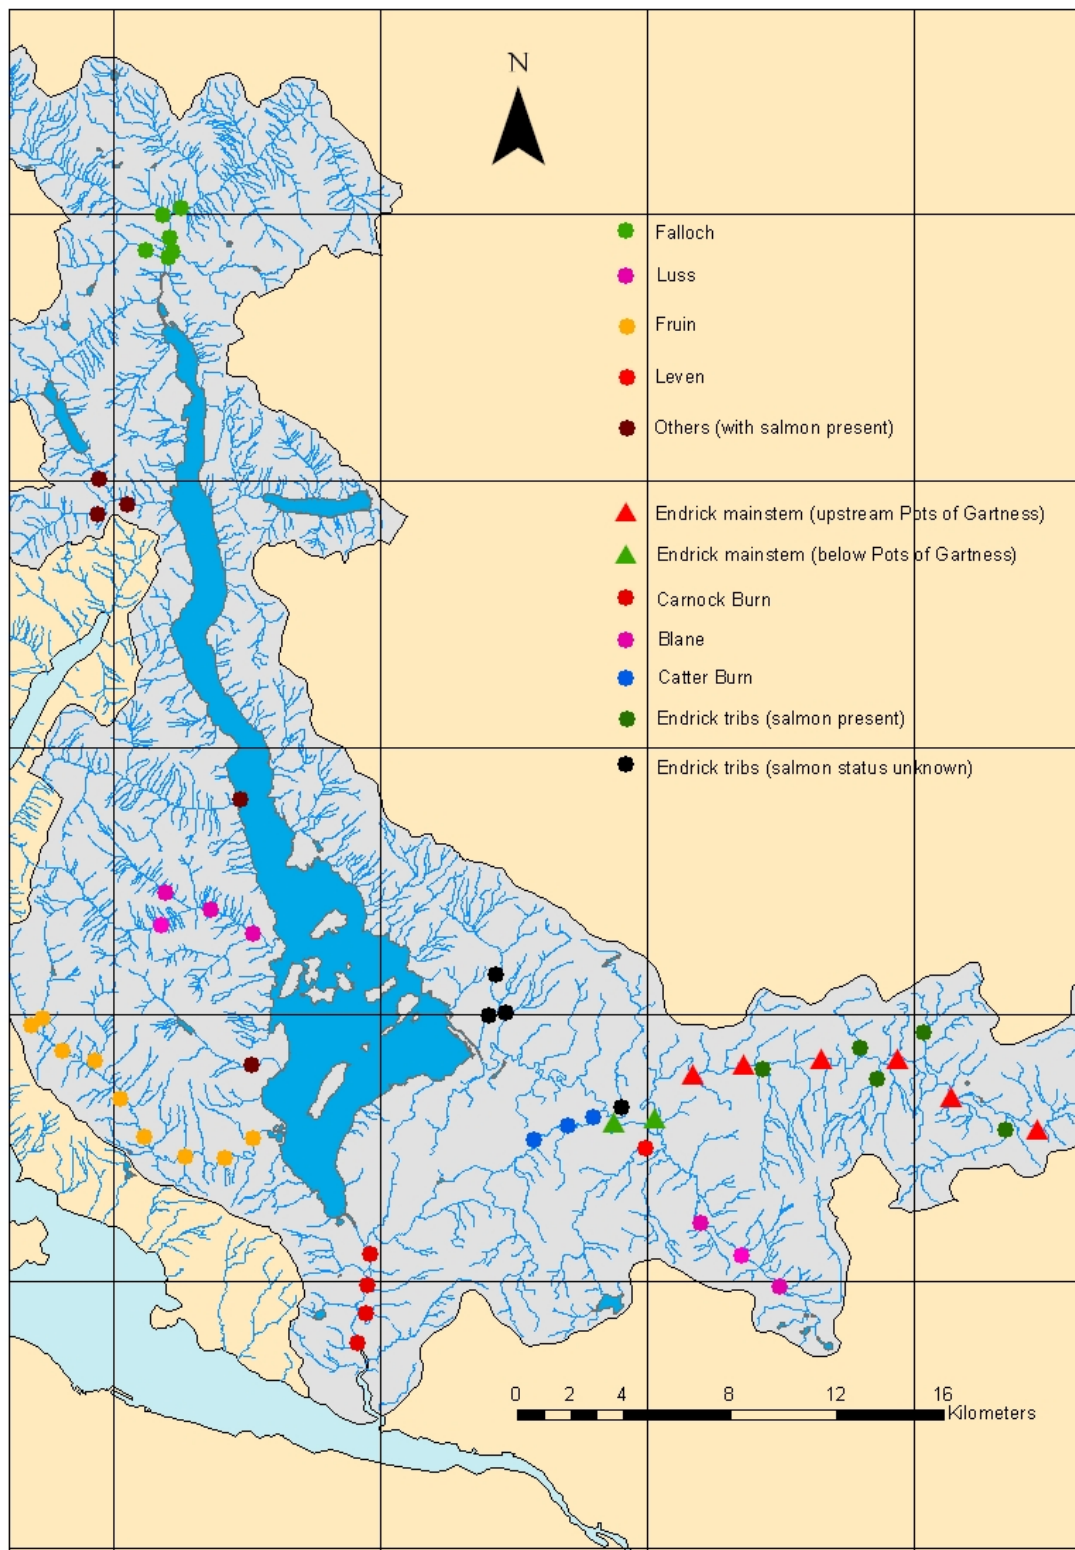 N
Falloch
Luss
Fruin
Leven
Others (with salmon present)
Endrick mainstem (upstream Pots of Gartness)
Endrick mainstem (below Pots of Gartness)
Carnock Burn
Blane
Catter Burn
Endrick tribs (salmon present)
Endrick tribs (salmon status unknown)
0 2 4 8 12 16
Kilometers